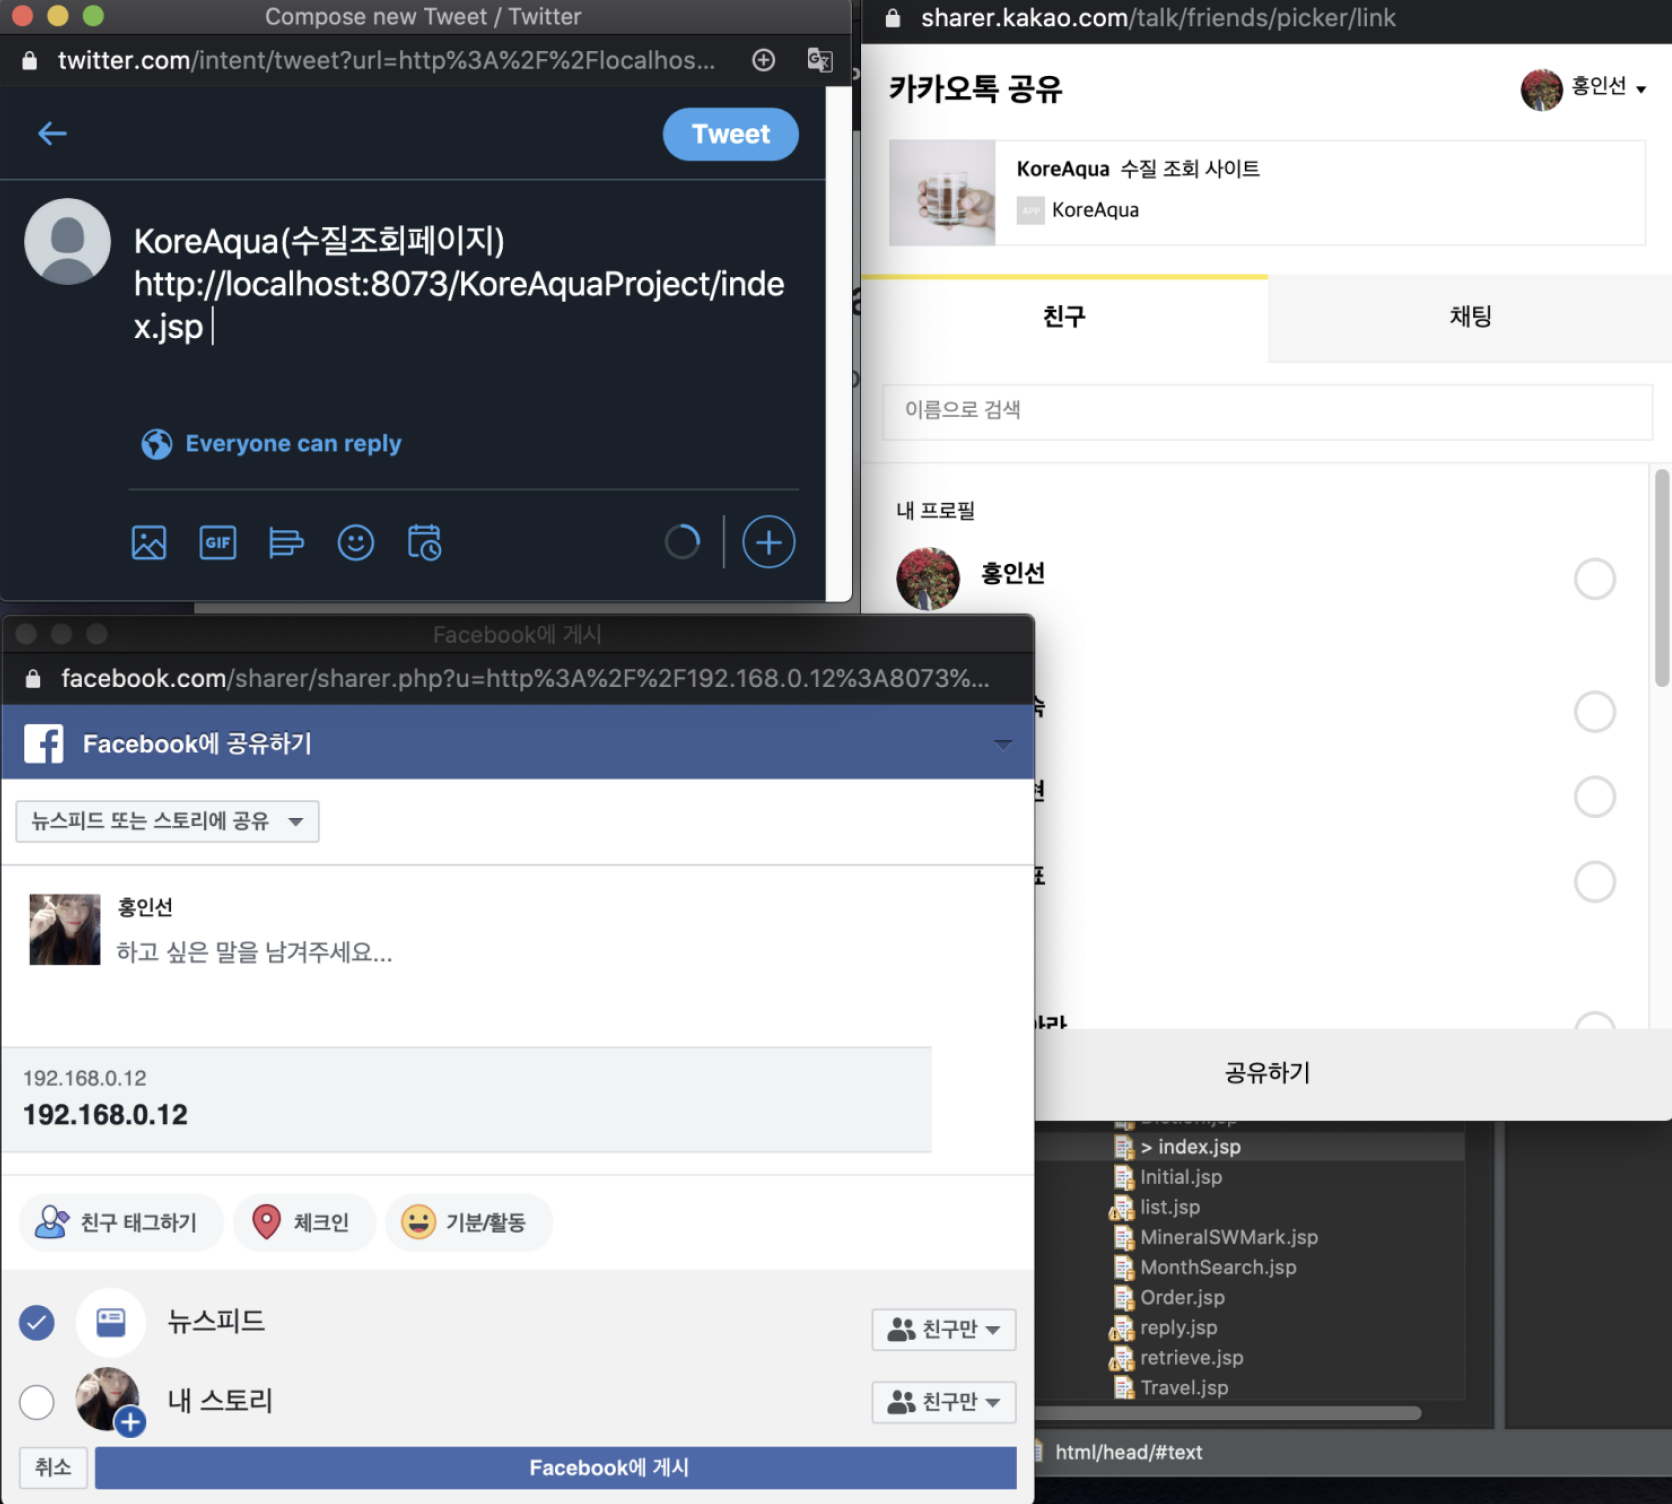 Compose new Tweet / Twitter
twitter.com/intent/tweet?url=http%3A%2F%2Flocalhos...
Tweet
KoreAqua(수질조회페이지)
http://localhost:8073/KoreAquaProject/inde
x.jsp
Everyone can reply
GIF
sharer.kakao.com/talk/friends/picker/link
카카오톡 공유
홍인선
KoreAqua 수질 조회 사이트
APP KoreAqua
친구
채팅
이름으로 검색
내 프로필
홍인선
공유하기
Facebook에 게시
facebook.com/sharer/sharer.php?u=http%3A%2F%2F192.168.0.12%3A8073%...
Facebook에 공유하기
뉴스피드 또는 스토리에 공유
홍인선
하고 싶은 말을 남겨주세요...
192.168.0.12
192.168.0.12
친구 태그하기
체크인
기분/활동
뉴스피드
친구만
내 스토리
친구만
취소
Facebook에 게시
> index.jsp
Initial.jsp
list.jsp
MineralSWMark.jsp
MonthSearch.jsp
Order.jsp
reply.jsp
retrieve.jsp
Travel.jsp
html/head/#text